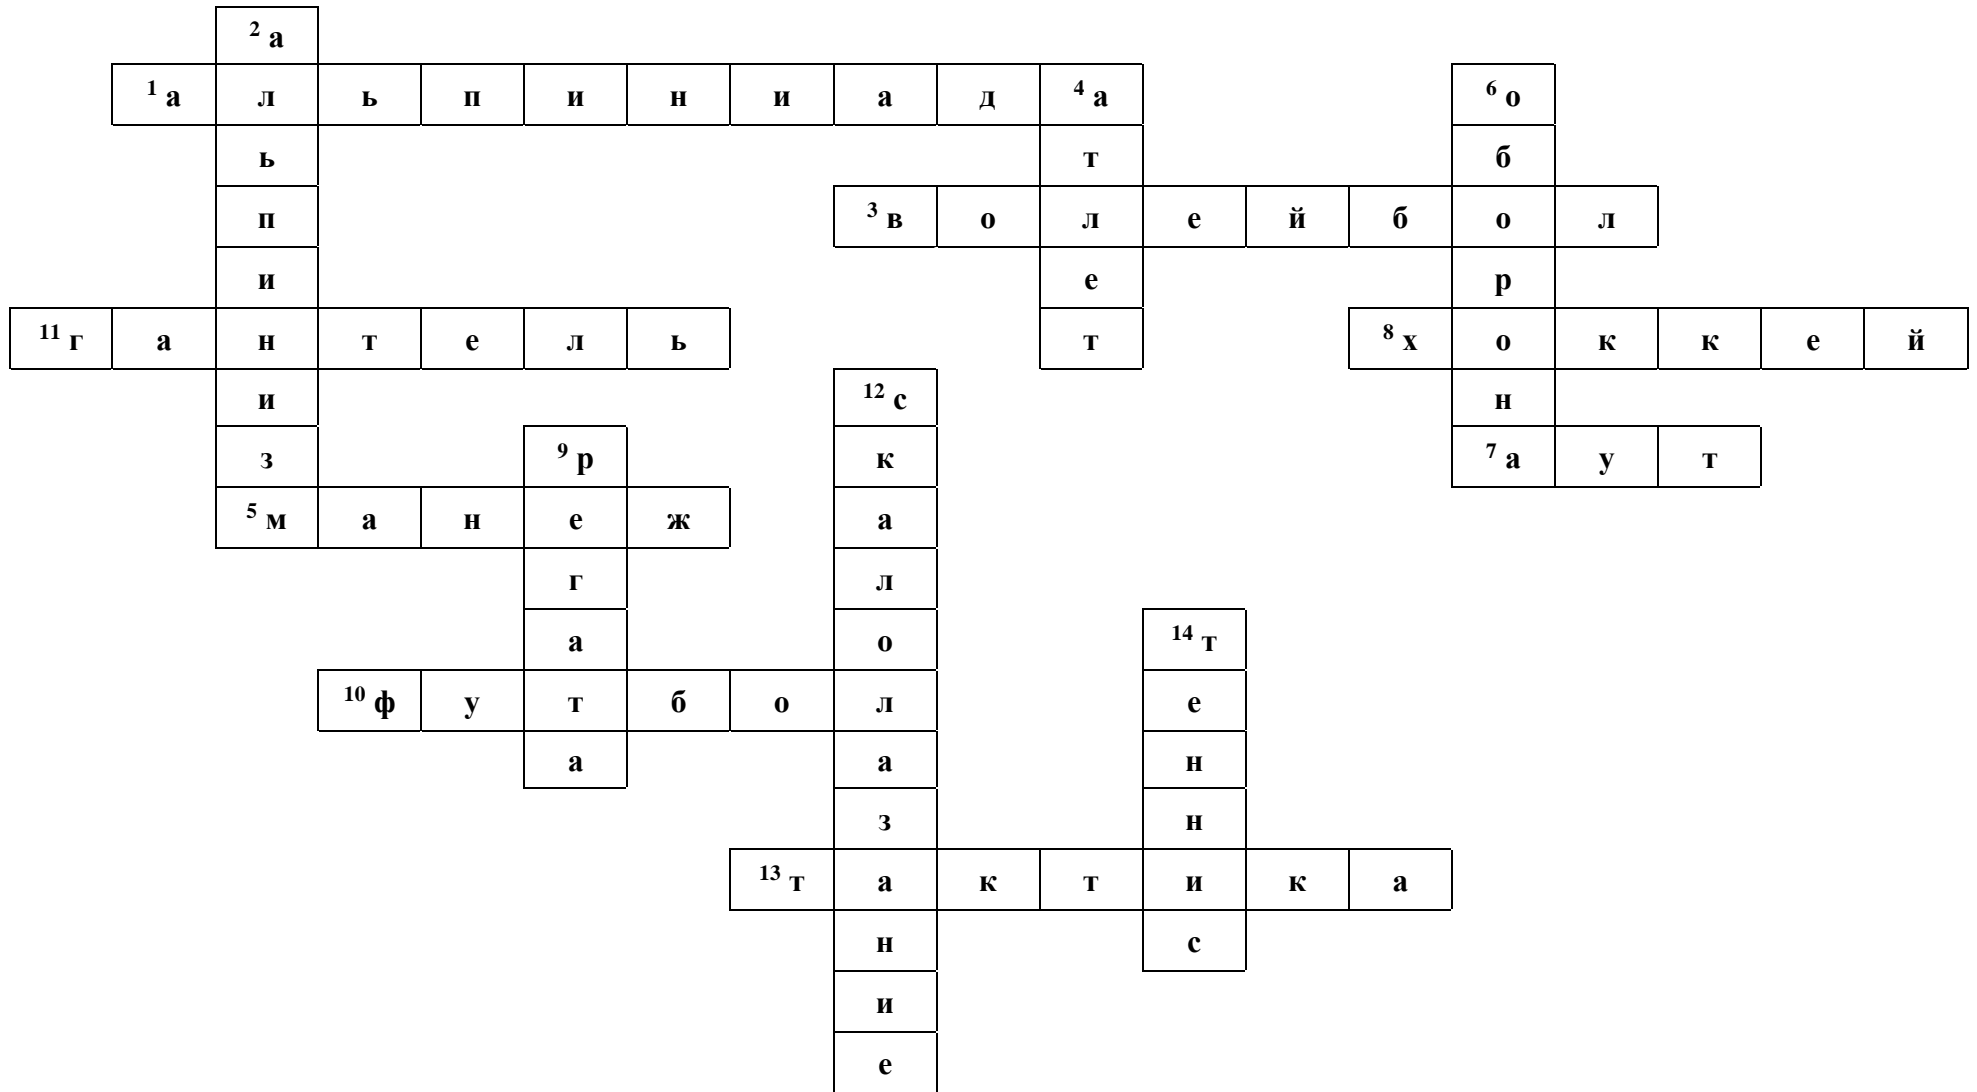 2 а
1 а л ь п и н и а д 4 а 6 о
ь т б
п 3 в о л е й б о л
и е р
11 г а н т е л ь т 8 х о к к е й
и 12 с н
з 9 р к 7 а у т
5 м а н е ж а
г л
а о 14 т
10 ф у т б о л е
а а н
з н
13 т а к т и к а
н с
и
е